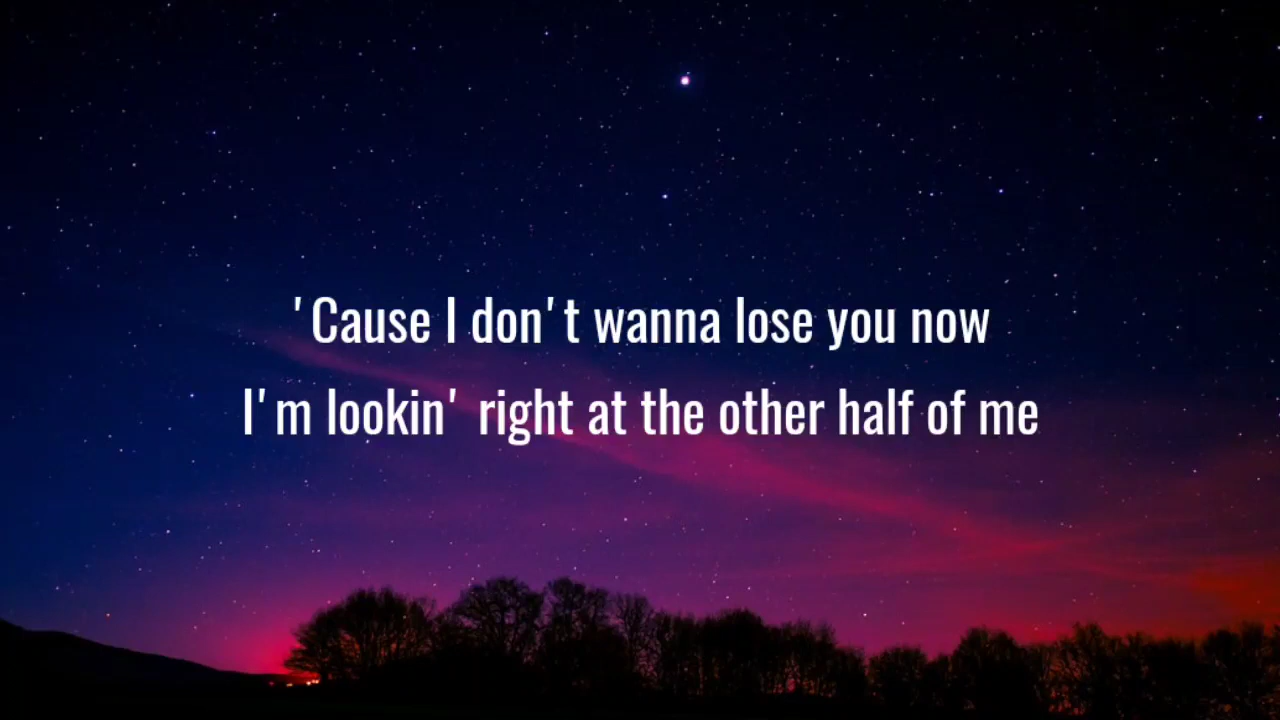 'Cause I don't wanna lose you now
I'm lookin' right at the other half of me